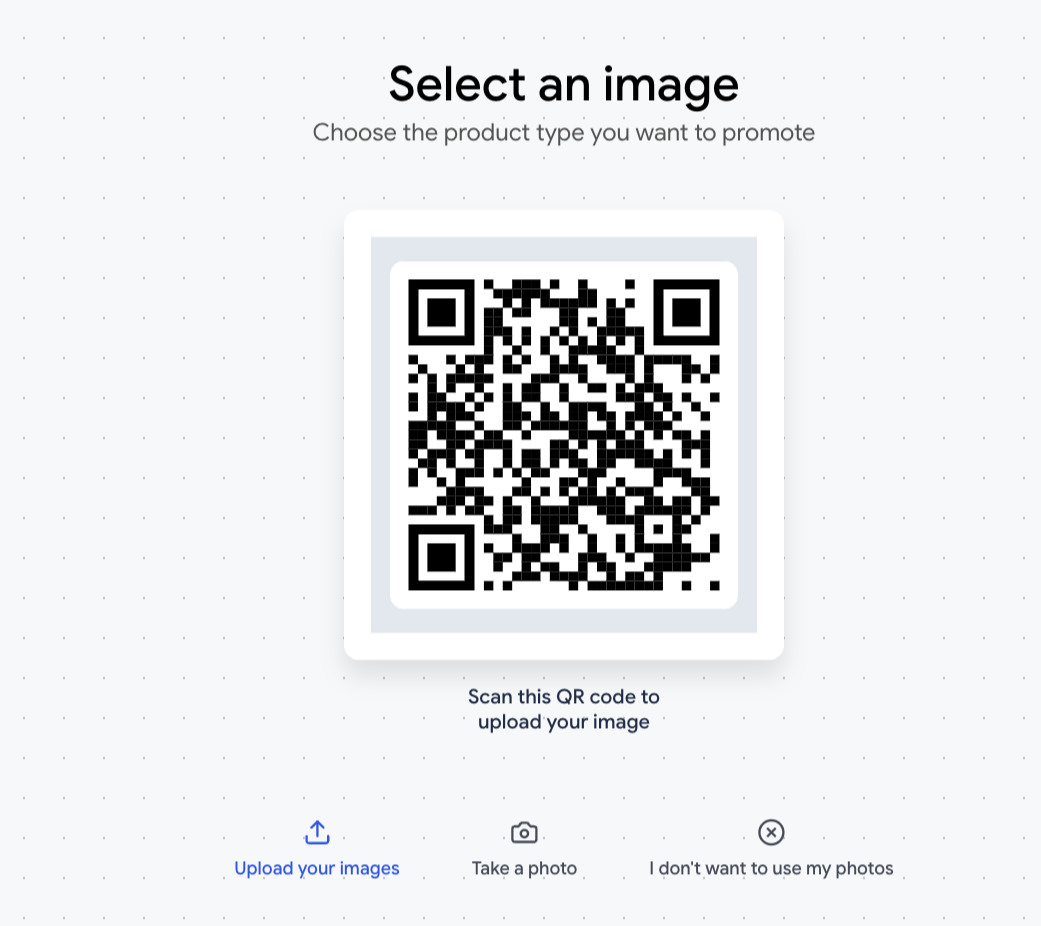 Select an image
Choose the product type you want to promote
Scan this QR code to
upload your image
Upload your images
Take a photo
I don't want to use my photos